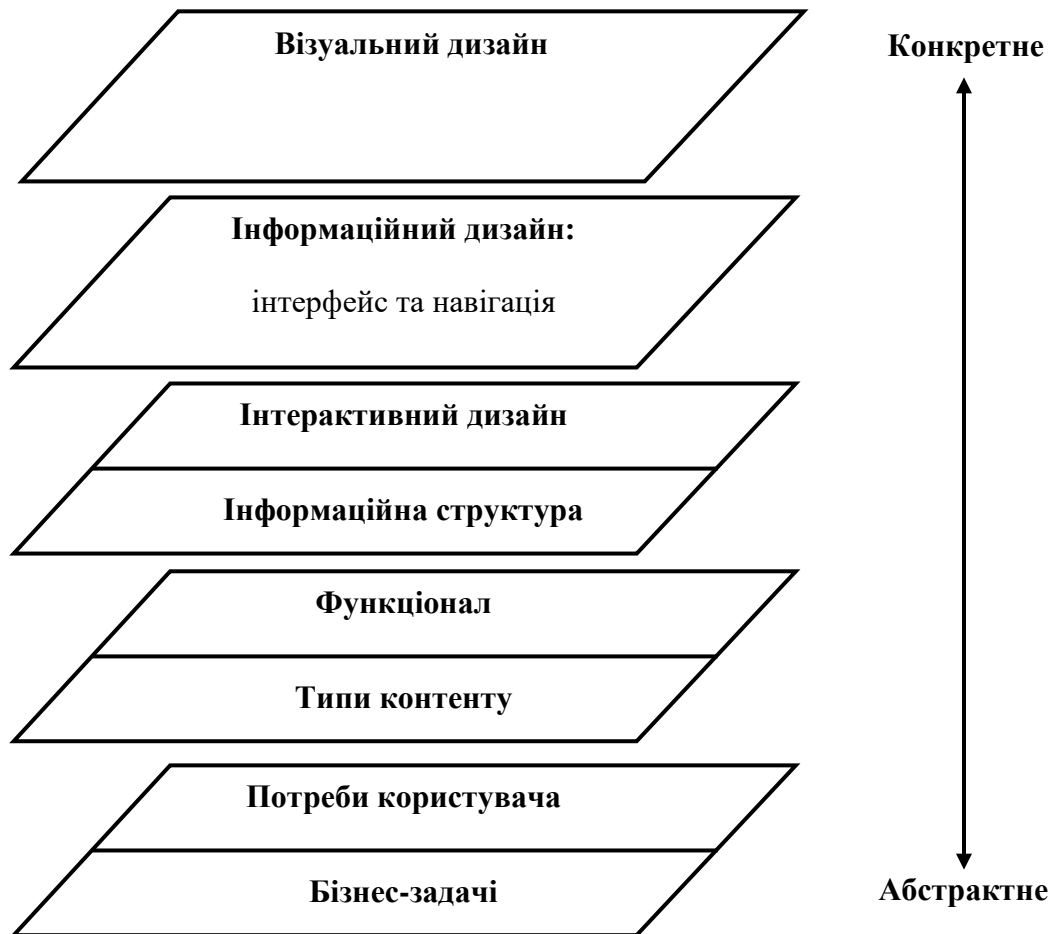 Візуальний дизайн
Конкретне
Інформаційний дизайн:
інтерфейс та навігація
Інтерактивний дизайн
Інформаційна структура
Функціонал
Типи контенту
Потреби користувача
Бізнес-задачі
Абстрактне